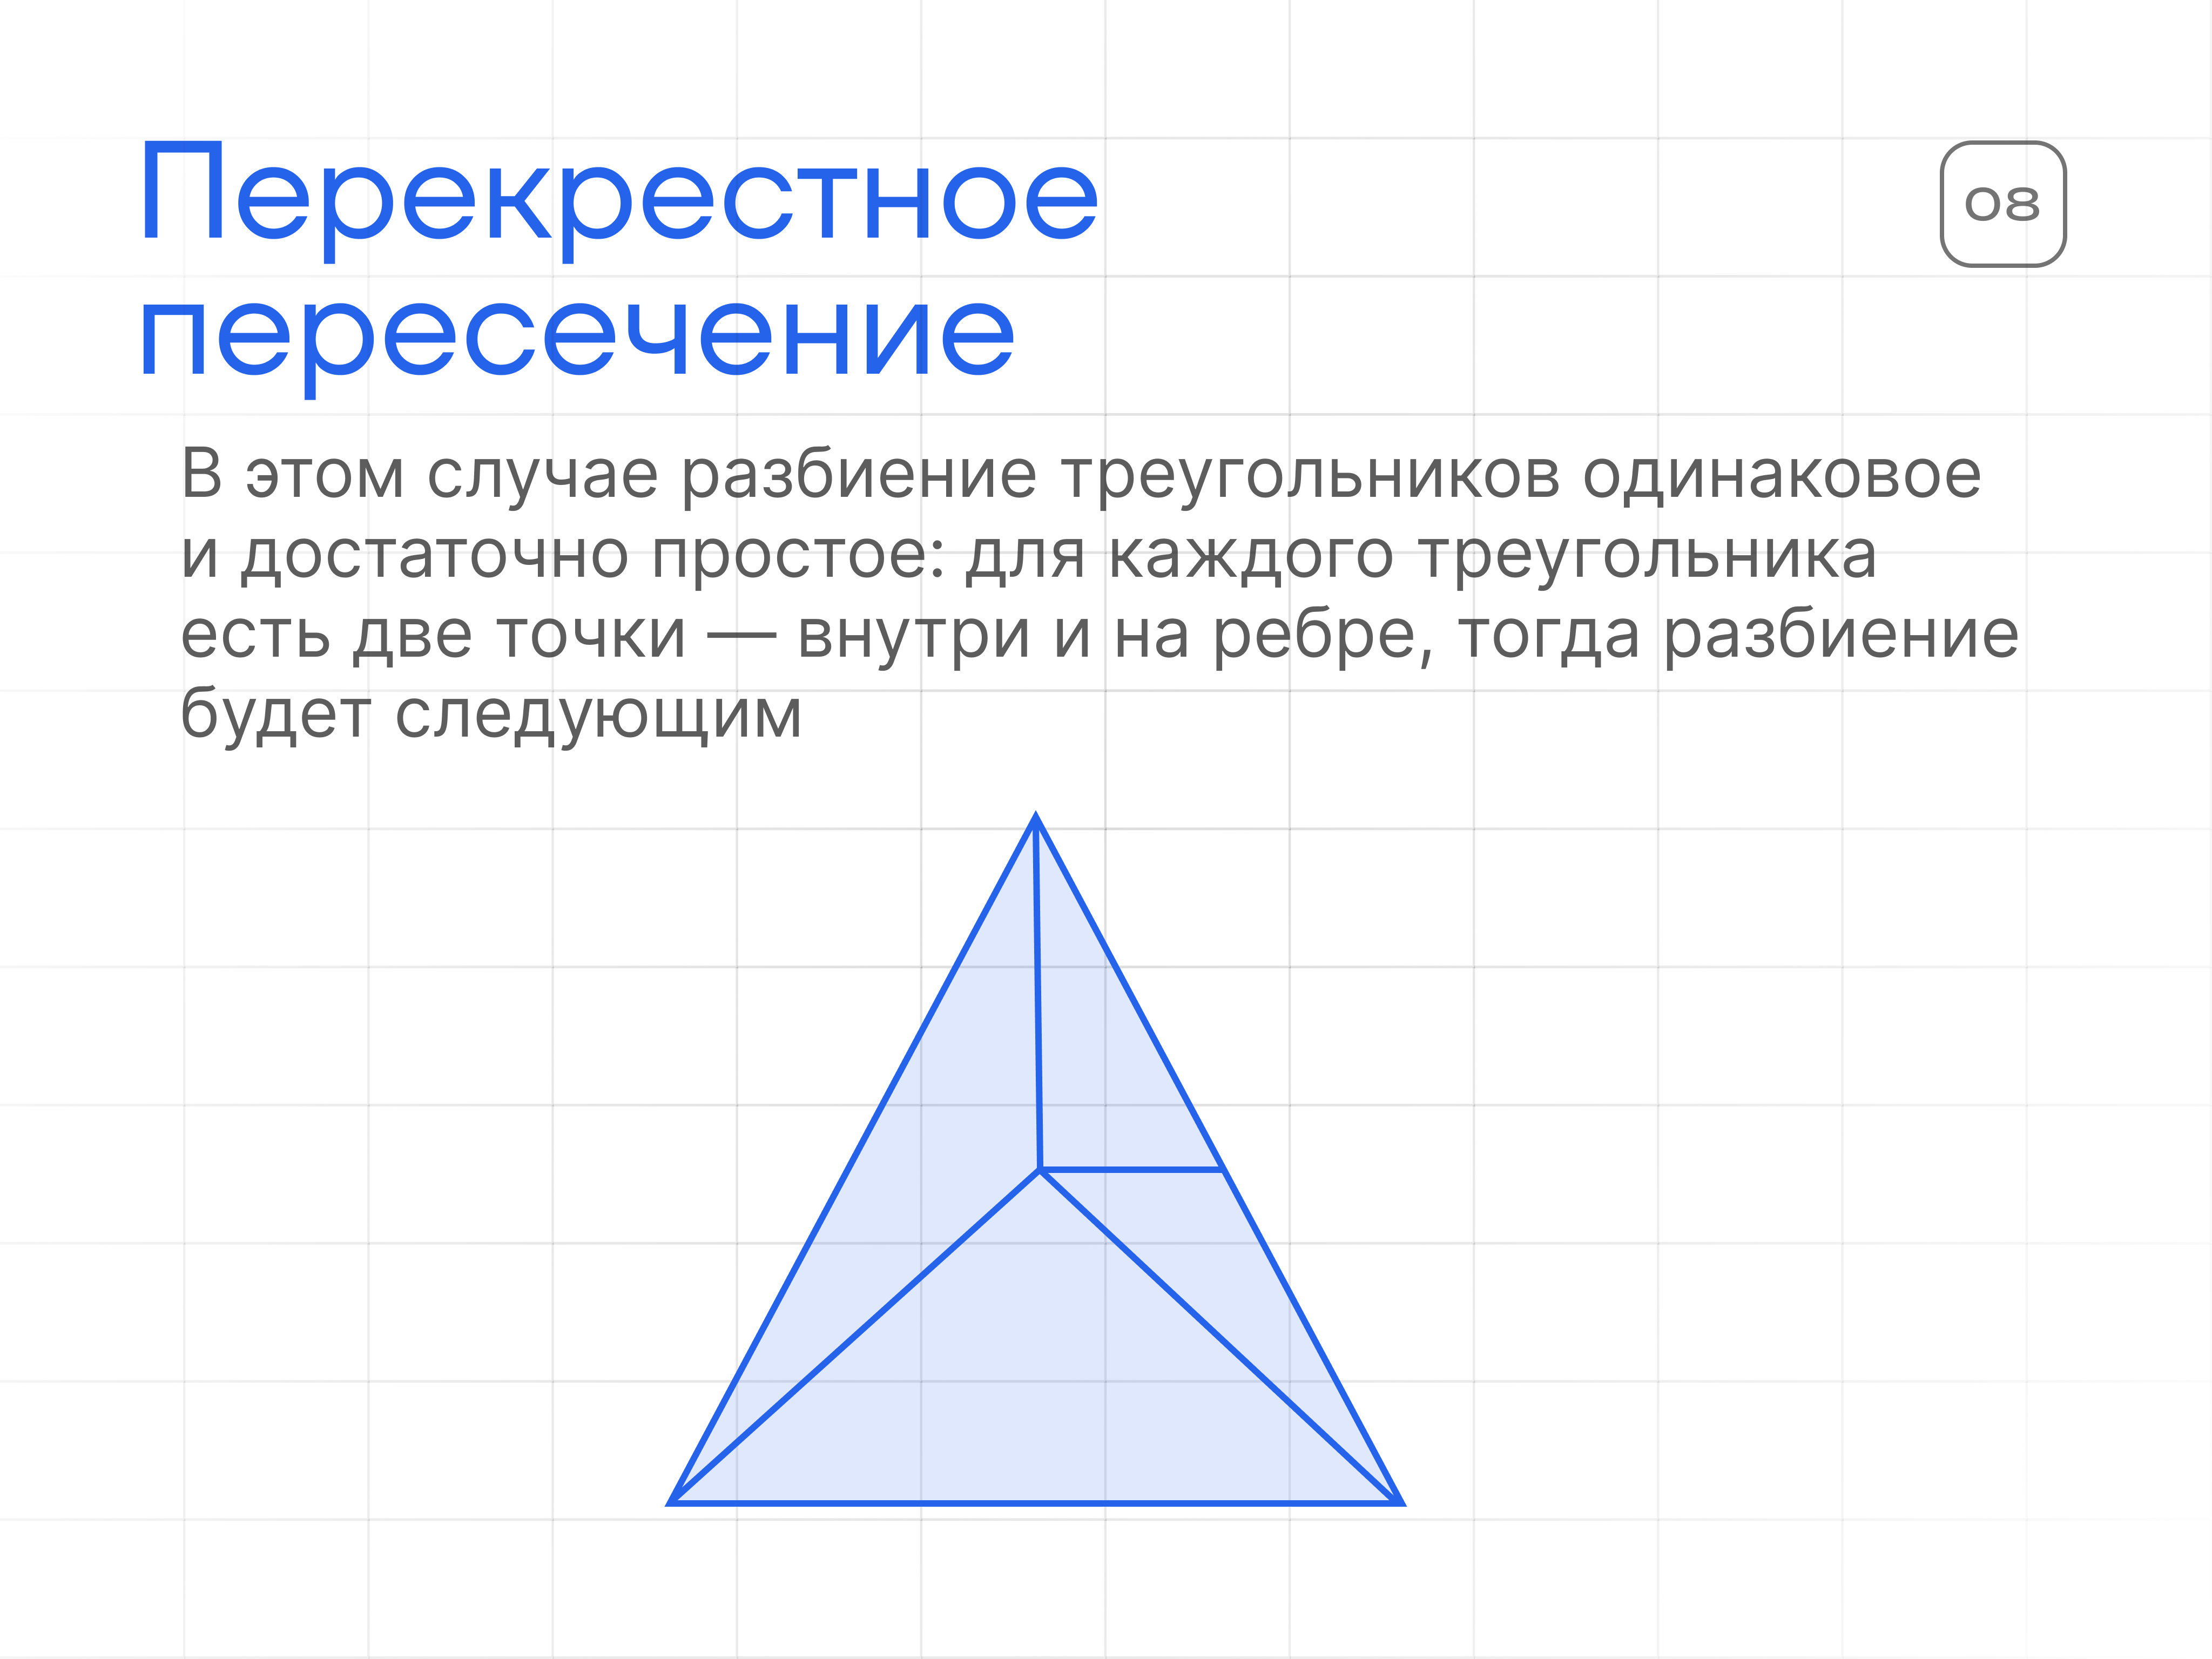 Перекрестное
пересечение
08
В этом случае разбиение треугольников одинаковое
и достаточно простое: для каждого треугольника
есть две точки — внутри и на ребре, тогда разбиение
будет следующим